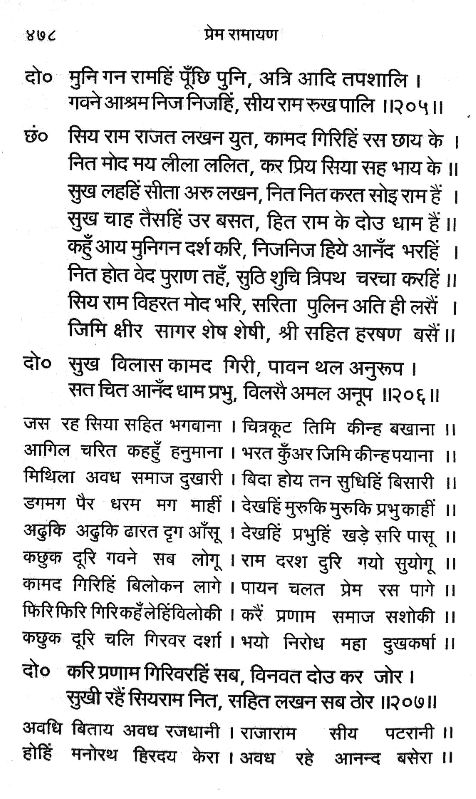 ४७८ प्रेम रामायण
दो० मुनि गन रामहिं पूँछि पुनि, अत्रि आदि तपशालि ।
गवने आश्रम निज निजहिं, सीय राम रुख पालि ॥२०५॥
छं० सिय राम राजत लखन युत, कामद गिरिहिं रस छाय के ।
नित मोद मय लीला ललित, कर प्रिय सिया सह भाय के ॥
सुख लहहिं सीता अरु लखन, नित नित करत सोइ राम हैं ।
सुख चाह तैसहिं उर बसत, हित राम के दोउ धाम हैं ॥
कहुँ आय मुनिगन दर्श करि, निजनिज हिये आनँद भरहिं ।
नित होत वेद पुराण तहँ, सुठि शुचि त्रिपथ चरचा करहिं ॥
सिय राम विहरत मोद भरि, सरिता पुलिन अति ही लसैं ।
जिमि क्षीर सागर शेष शेषी, श्री सहित हरषण बसैं ॥
दो० सुख विलास कामद गिरी, पावन थल अनुरूप ।
सत चित आनँद धाम प्रभु, विलसै अमल अनूप ॥२०६॥
जस रह सिया सहित भगवाना । चित्रकूट तिमि कीन्ह बखाना ॥
आगिल चरित कहहुँ हनुमाना । भरत कुँअर जिमि कीन्ह पयाना ॥
मिथिला अवध समाज दुखारी । बिदा होय तन सुधिहिं बिसारी ॥
डगमग पैर धरम मग माहीं । देखहिं मुरुकि मुरुकि प्रभु काहीं ॥
अढुकि अढुकि ढारत दृग आँसू । देखहिं प्रभुहिं खड़े सरि पासू ॥
कछुक दूरि गवने सब लोगू । राम दरश दुरि गयो सुयोगू ॥
कामद गिरिहिं बिलोकन लागे । पायन चलत प्रेम रस पागे ॥
फिरि फिरि गिरि कहँ लेहिं विलोकी । करैं प्रणाम समाज सशोकी ॥
कछुक दूरि चलि गिरवर दर्शा । भयो निरोध महा दुखकर्षा ॥
दो० करि प्रणाम गिरिवरहिं सब, विनवत दोउ कर जोर ।
सुखी रहैं सियराम नित, सहित लखन सब ठोर ॥२०७॥
अवधि बिताय अवध रजधानी । राजाराम सीय पटरानी ॥
होहिं मनोरथ हिरदय केरा । अवध रहे आनन्द बसेरा ॥